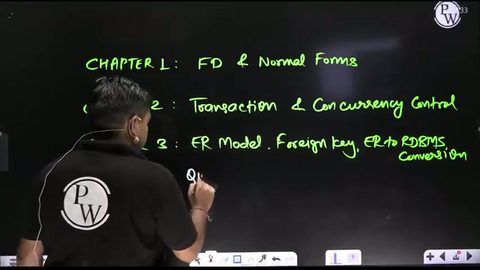 PW
33
CHAPTER 1: FD & Normal Forms
2: Transaction & Concurrency Control
3: ER Model. Foreign Key, ER to RDBMS
Conversion
Q
PW